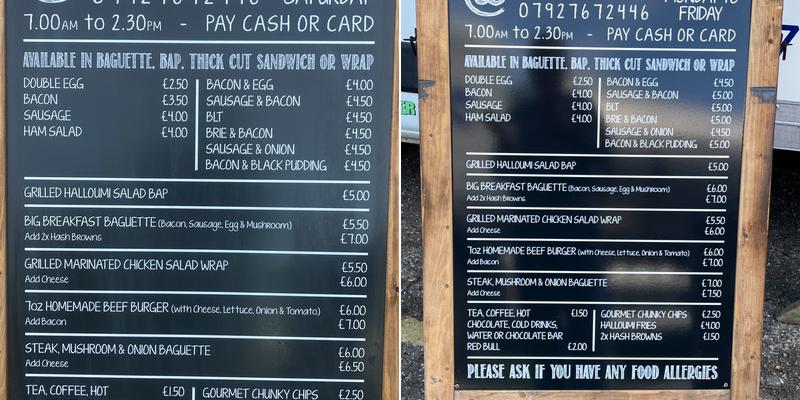 SATURDAY
7.00AM to 2.30PM - PAY CASH OR CARD
AVAILABLE IN BAGUETTE, BAP, THICK CUT SANDWICH OR WRAP
DOUBLE EGG £2.50
BACON £3.50
SAUSAGE £4.00
HAM SALAD £4.00
BACON & EGG £4.00
SAUSAGE & BACON £4.50
BLT £4.50
BRIE & BACON £4.50
SAUSAGE & ONION £4.50
BACON & BLACK PUDDING £4.50
GRILLED HALLOUMI SALAD BAP £5.00
BIG BREAKFAST BAGUETTE (Bacon, Sausage, Egg & Mushroom) £5.50
Add 2x Hash Browns £7.00
GRILLED MARINATED CHICKEN SALAD WRAP £5.50
Add Cheese £6.00
7oz HOMEMADE BEEF BURGER (with Cheese, Lettuce, Onion & Tomato) £6.00
Add Bacon £7.00
STEAK, MUSHROOM & ONION BAGUETTE £6.00
Add Cheese £6.50
TEA, COFFEE, HOT £1.50
GOURMET CHUNKY CHIPS £2.50
07927672446
FRIDAY
7.00AM to 2.30PM - PAY CASH OR CARD
AVAILABLE IN BAGUETTE, BAP, THICK CUT SANDWICH OR WRAP
DOUBLE EGG £2.50
BACON £4.00
SAUSAGE £4.00
HAM SALAD £4.00
BACON & EGG £4.50
SAUSAGE & BACON £5.00
BLT £5.00
BRIE & BACON £5.00
SAUSAGE & ONION £4.50
BACON & BLACK PUDDING £5.00
GRILLED HALLOUMI SALAD BAP £5.00
BIG BREAKFAST BAGUETTE (Bacon, Sausage, Egg & Mushroom) £6.00
Add 2x Hash Browns £7.00
GRILLED MARINATED CHICKEN SALAD WRAP £5.50
Add Cheese £6.00
7oz HOMEMADE BEEF BURGER (with Cheese, Lettuce, Onion & Tomato) £6.00
Add Bacon £7.00
STEAK, MUSHROOM & ONION BAGUETTE £7.00
Add Cheese £7.50
TEA, COFFEE, HOT £1.50
CHOCOLATE, COLD DRINKS,
WATER OR CHOCOLATE BAR
RED BULL £2.00
GOURMET CHUNKY CHIPS £2.50
HALLOUMI FRIES £4.00
2x HASH BROWNS £1.50
PLEASE ASK IF YOU HAVE ANY FOOD ALLERGIES